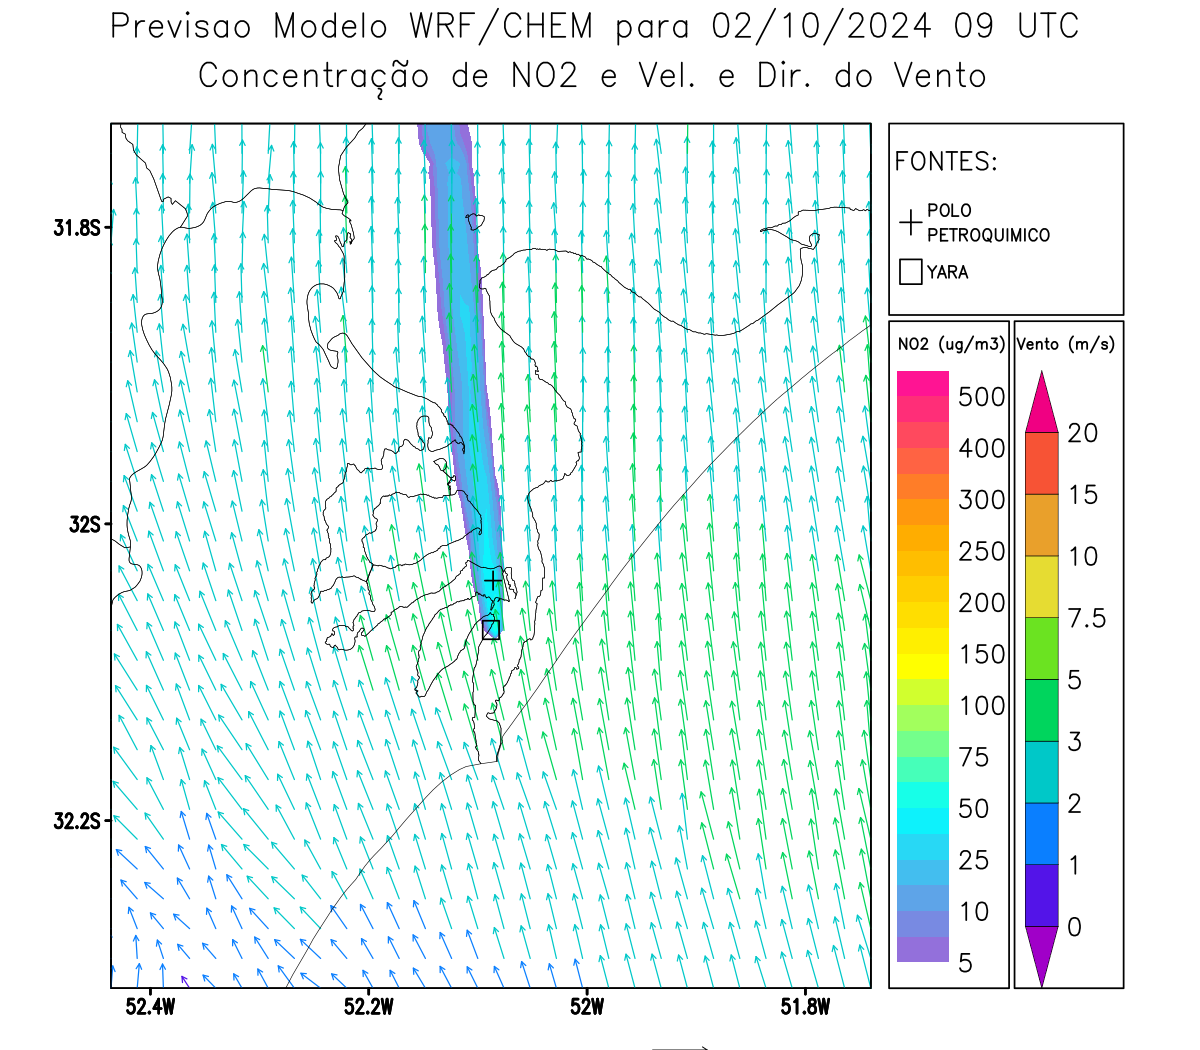 Previsao Modelo WRF/CHEM para 02/10/2024 09 UTC
Concentração de NO2 e Vel. e Dir. do Vento
FONTES:
POLO
PETROQUIMICO
YARA
NO2 (ug/m3)
500
400
300
250
200
150
100
75
50
25
10
5
Vento (m/s)
20
15
10
7.5
5
3
2
1
0
31.8S
32S
32.2S
52.4W
52.2W
52W
51.8W